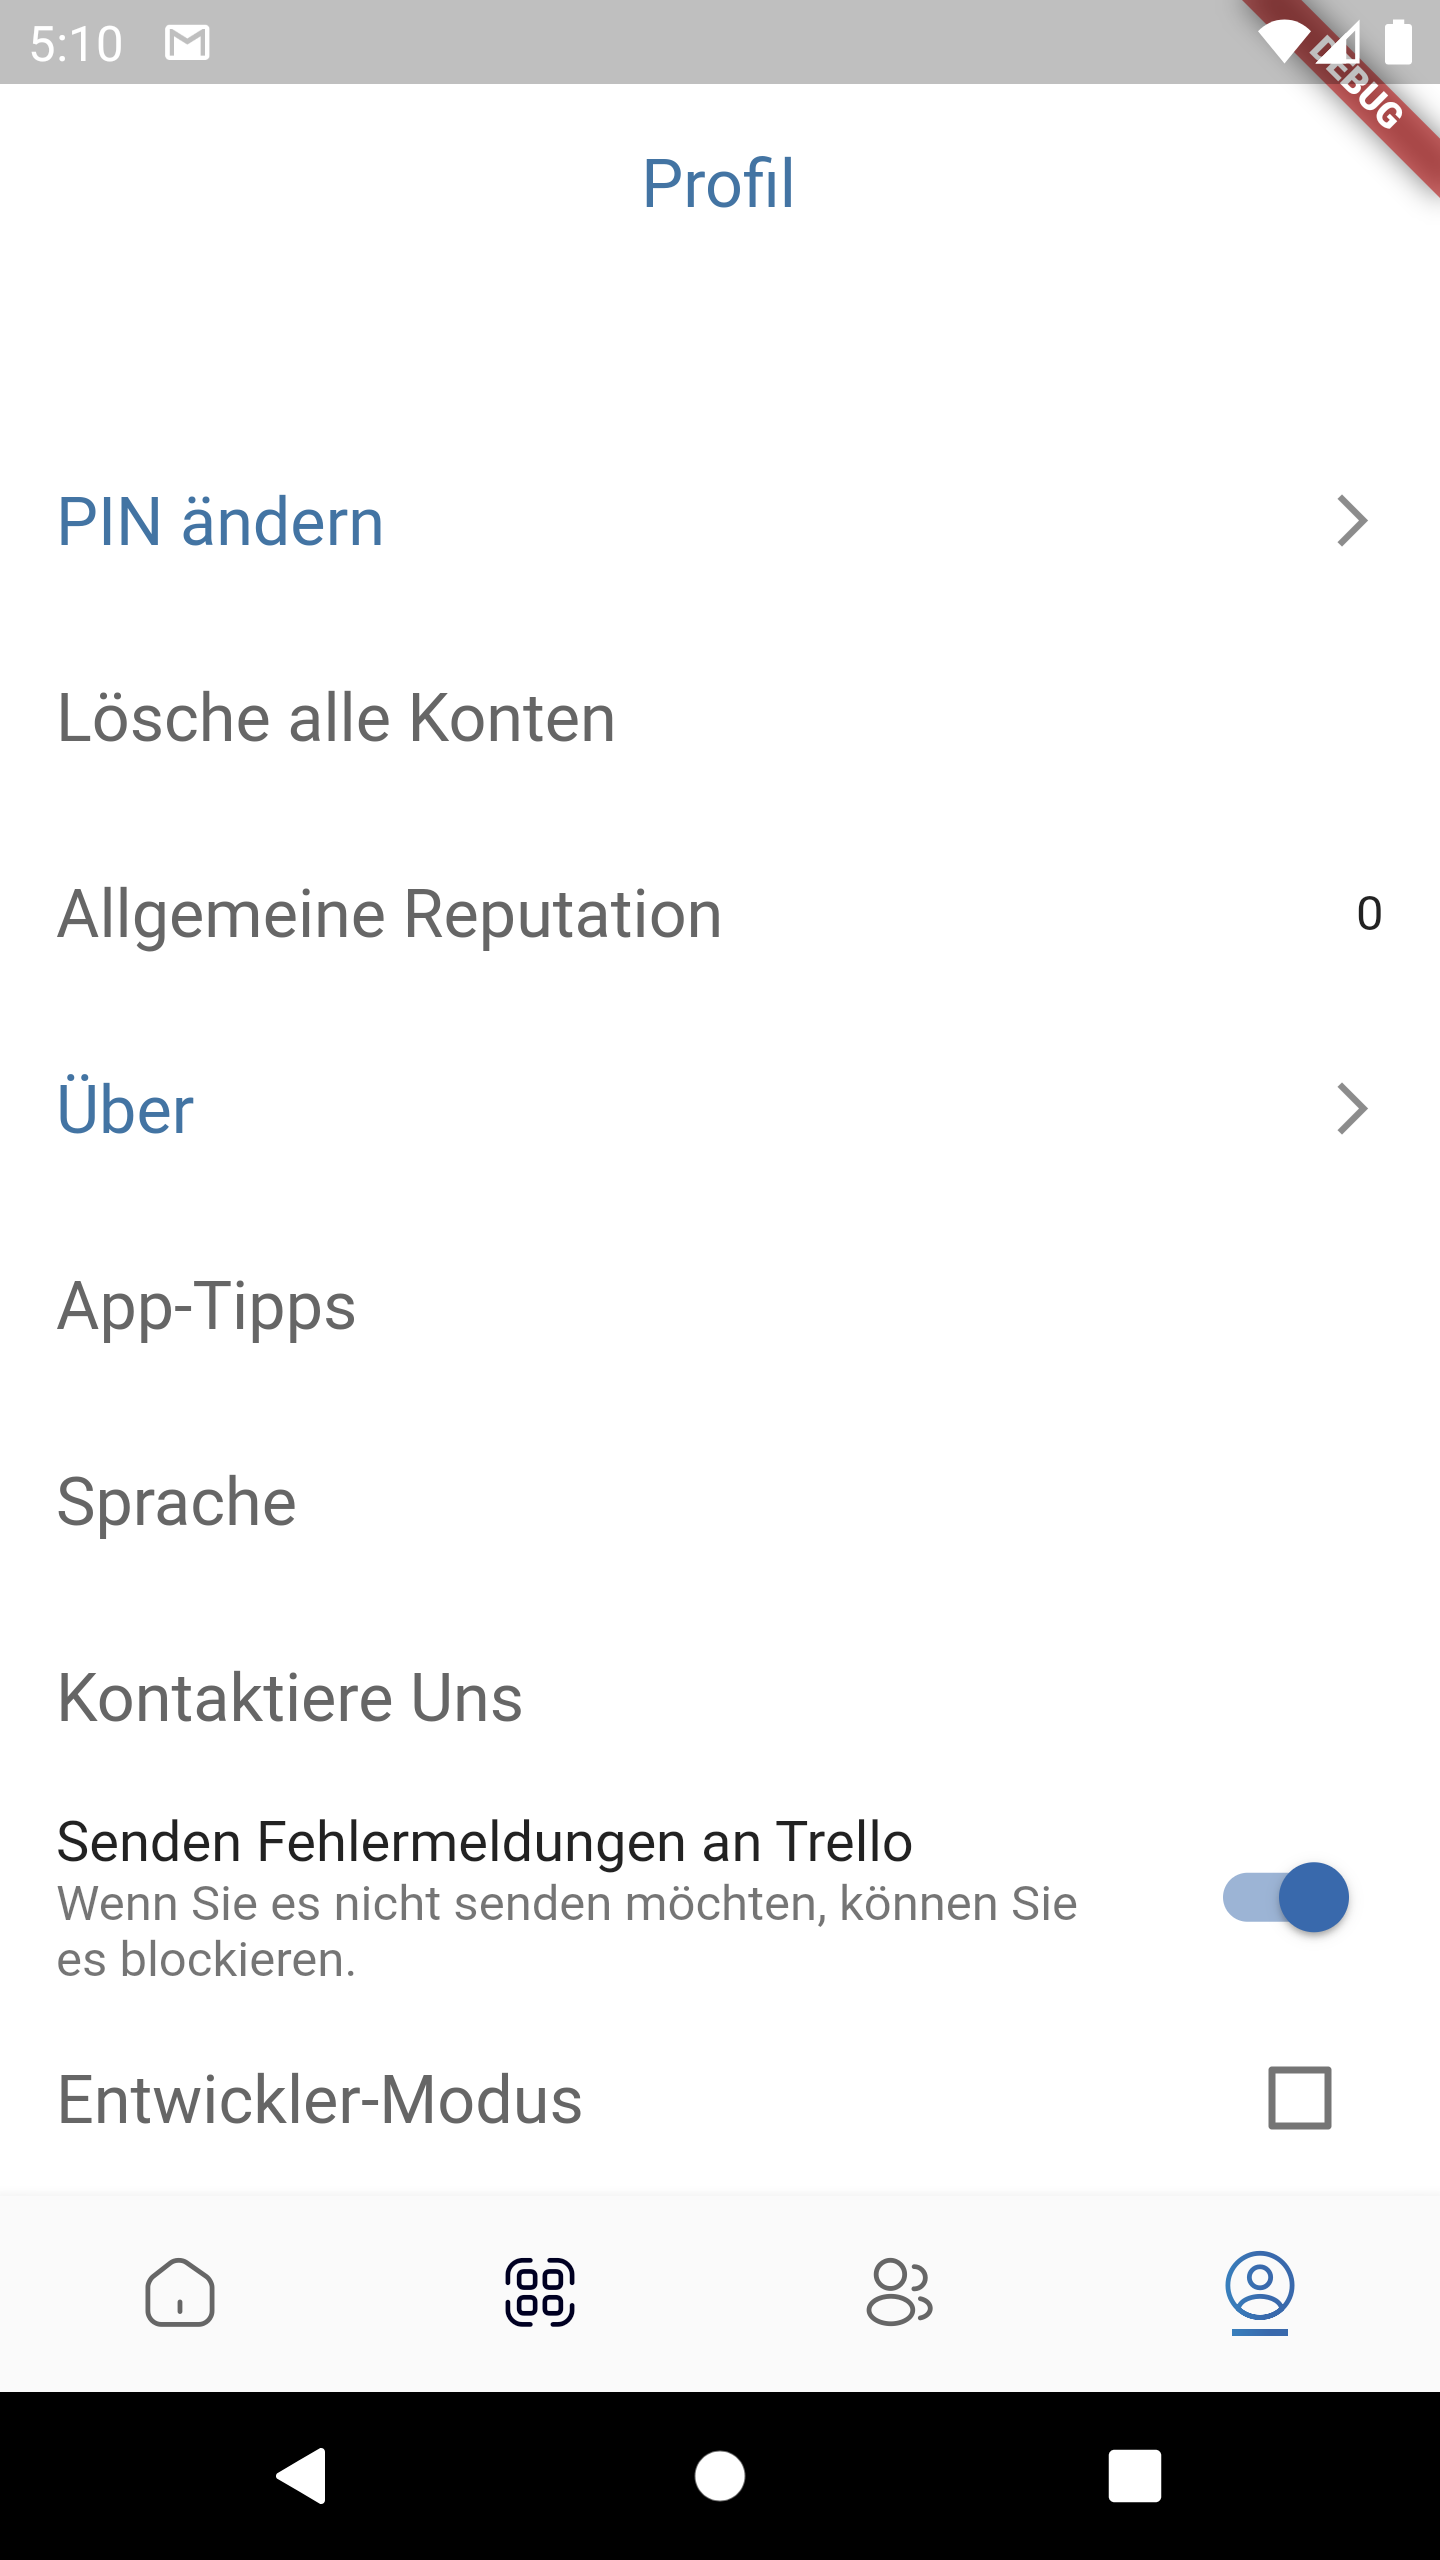 5:10
DEBUG
Profil
PIN ändern
Lösche alle Konten
Allgemeine Reputation 0
Über
App-Tipps
Sprache
Kontaktiere Uns
Senden Fehlermeldungen an Trello
Wenn Sie es nicht senden möchten, können Sie
es blockieren.
Entwickler-Modus